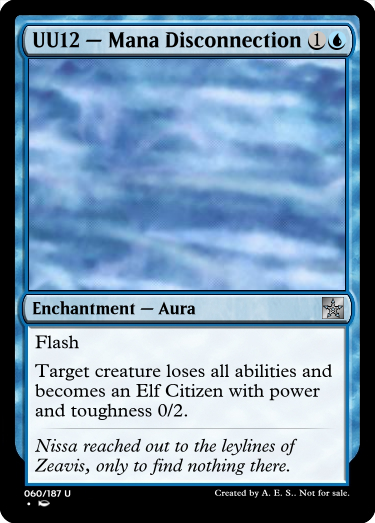 UU12 — Mana Disconnection 1
Enchantment — Aura
Flash
Target creature loses all abilities and
becomes an Elf Citizen with power
and toughness 0/2.
Nissa reached out to the leylines of
Zeavis, only to find nothing there.
060/187 U
Created by A. E. S.. Not for sale.